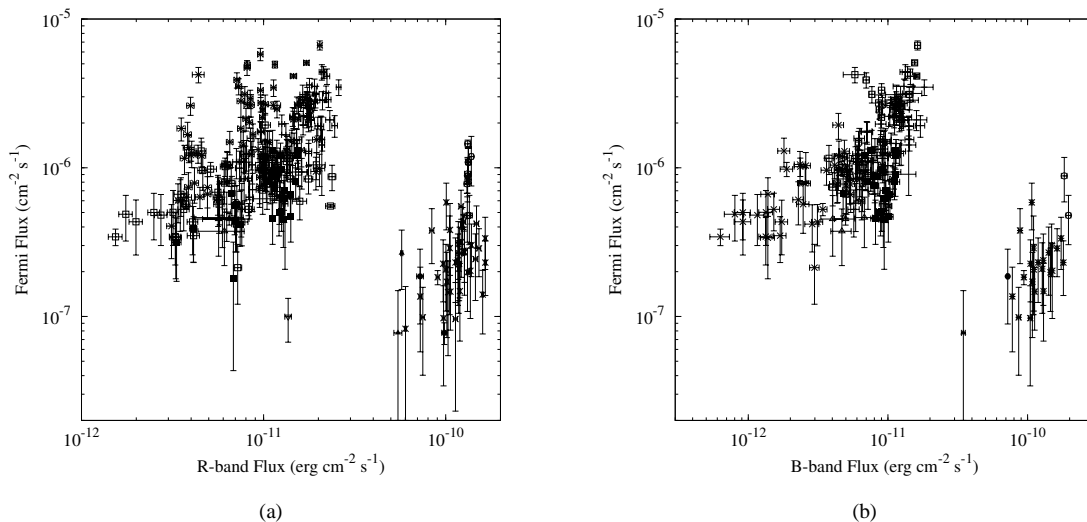 10^-5
10^-6
10^-7
Fermi Flux (cm^-2 s^-1)
10^-12
10^-11
10^-10
R-band Flux (erg cm^-2 s^-1)
(a)
10^-5
10^-6
10^-7
Fermi Flux (cm^-2 s^-1)
10^-12
10^-11
10^-10
B-band Flux (erg cm^-2 s^-1)
(b)